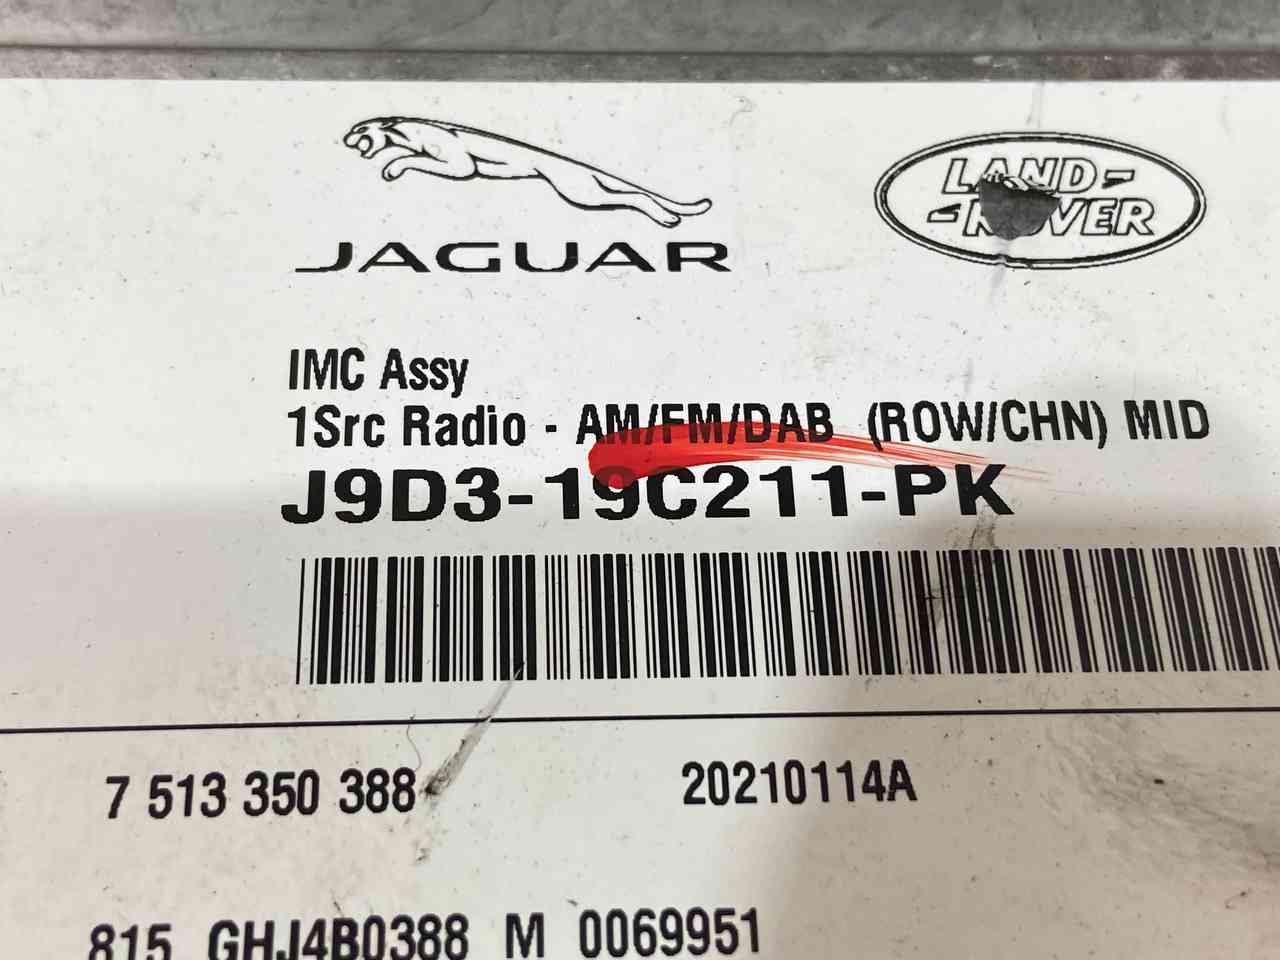 JAGUAR
LAND-
-ROVER
IMC Assy
1Src Radio - AM/FM/DAB (ROW/CHN) MID
J9D3-19C211-PK
7 513 350 388
20210114A
815 GHJ4B0388 M 0069951